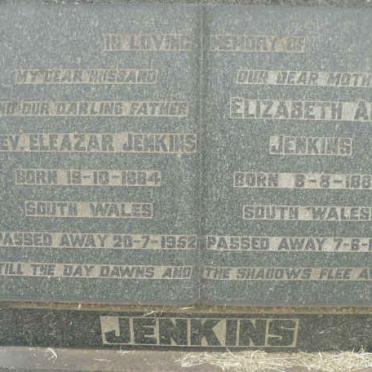 IN LOVING MEMORY OF
MY DEAR HUSBAND
AND OUR DARLING FATHER
REV. ELEAZAR JENKINS
BORN 19-10-1884
SOUTH WALES
PASSED AWAY 20-7-1952
OUR DEAR MOTH
ELIZABETH A
JENKINS
BORN 8-8-188
SOUTH WALES
PASSED AWAY 7-6-1
TILL THE DAY DAWNS AND THE SHADOWS FLEE A
JENKINS